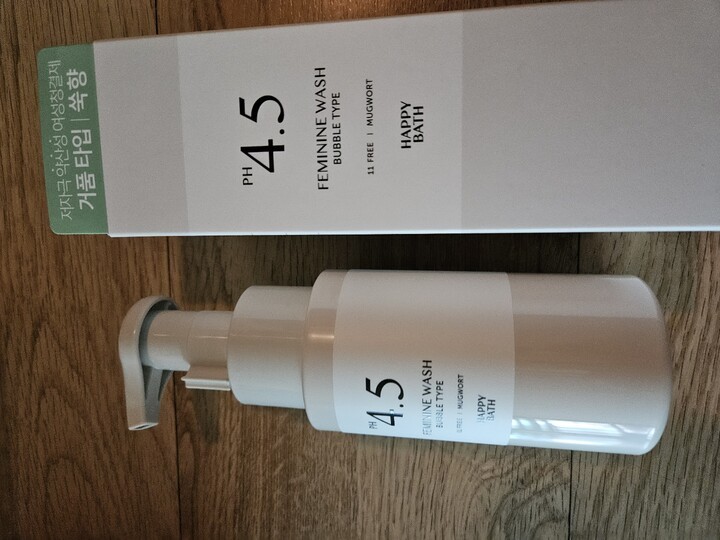 저자극 약산성 여성청결제
거품 타입 | 쑥향
PH 4.5
FEMININE WASH
BUBBLE TYPE
11 FREE | MUGWORT
HAPPY
BATH
PH 4.5
FEMININE WASH
BUBBLE TYPE
11 FREE | MUGWORT
HAPPY
BATH